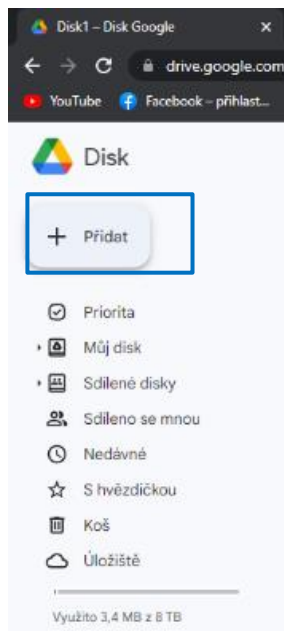 Disk1 – Disk Google
drive.google.com
YouTube Facebook – přihlast...
Disk
Přidat
Priorita
Můj disk
Sdílené disky
Sdíleno se mnou
Nedávné
S hvězdičkou
Koš
Úložiště
Využito 3,4 MB z 8 TB